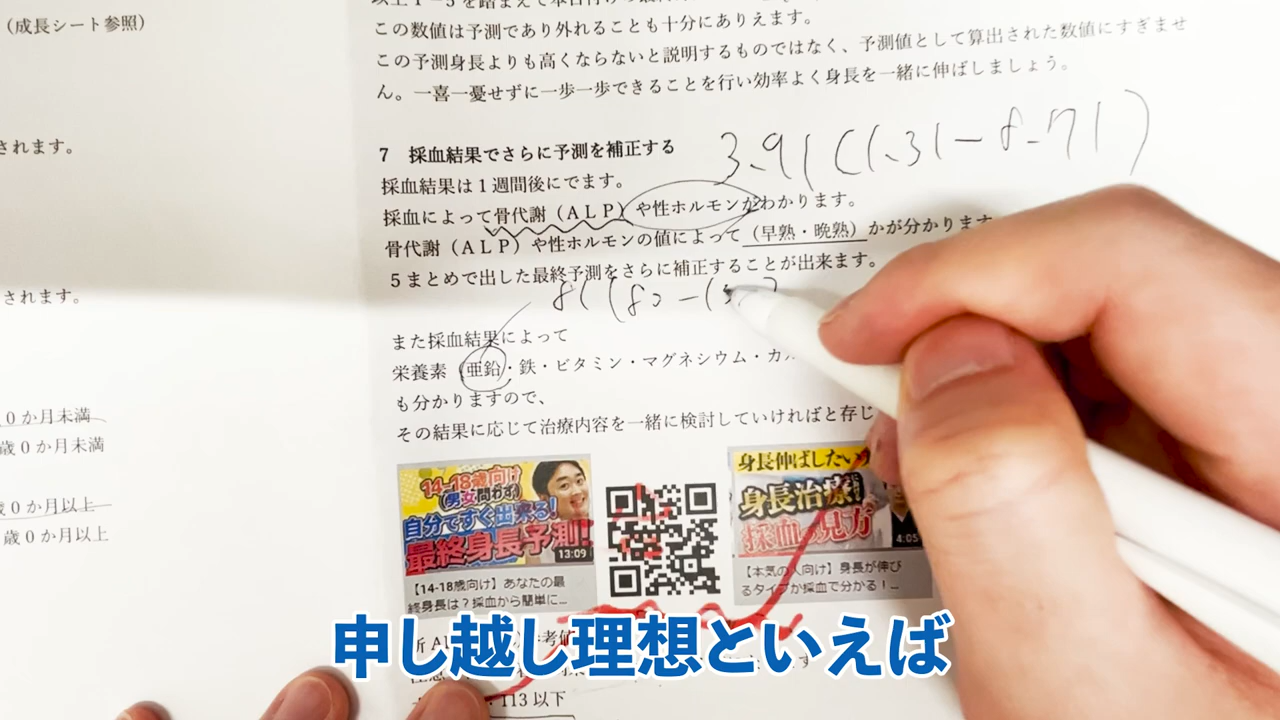 （成長シート参照）
されます。
されます。
0か月未満
歳0か月未満
歳0か月以上
歳0か月以上
この数値は予測であり外れることも十分にありえます。
この予測身長よりも高くならないと説明するものではなく、予測値として算出された数値にすぎませ
ん。一喜一憂せずに一歩一歩できることを行い効率よく身長を一緒に伸ばしましょう。
7 採血結果でさらに予測を補正する
採血結果は1週間後にでます。
採血によって骨代謝（ALP）や性ホルモンがわかります。
骨代謝（ALP）や性ホルモンの値によって（早熟・晩熟）かが分かります
5まとめで出した最終予測をさらに補正することが出来ます。
また採血結果によって
栄養素（亜鉛・鉄・ビタミン・マグネシウム・カル
も分かりますので、
その結果に応じて治療内容を一緒に検討していければと存じ
14-18歳向け
(男女問わず)
自分ですぐ出来る!
最終身長予測!
13:09
【14-18歳向け】あなたの最
終身長は？採血から簡単に...
身長伸ばしたい
身長治療
採血の見方
4:05
【本気の人向け】身長が伸び
るタイプか採血で分かる！...
113以下
申し越し理想といえば